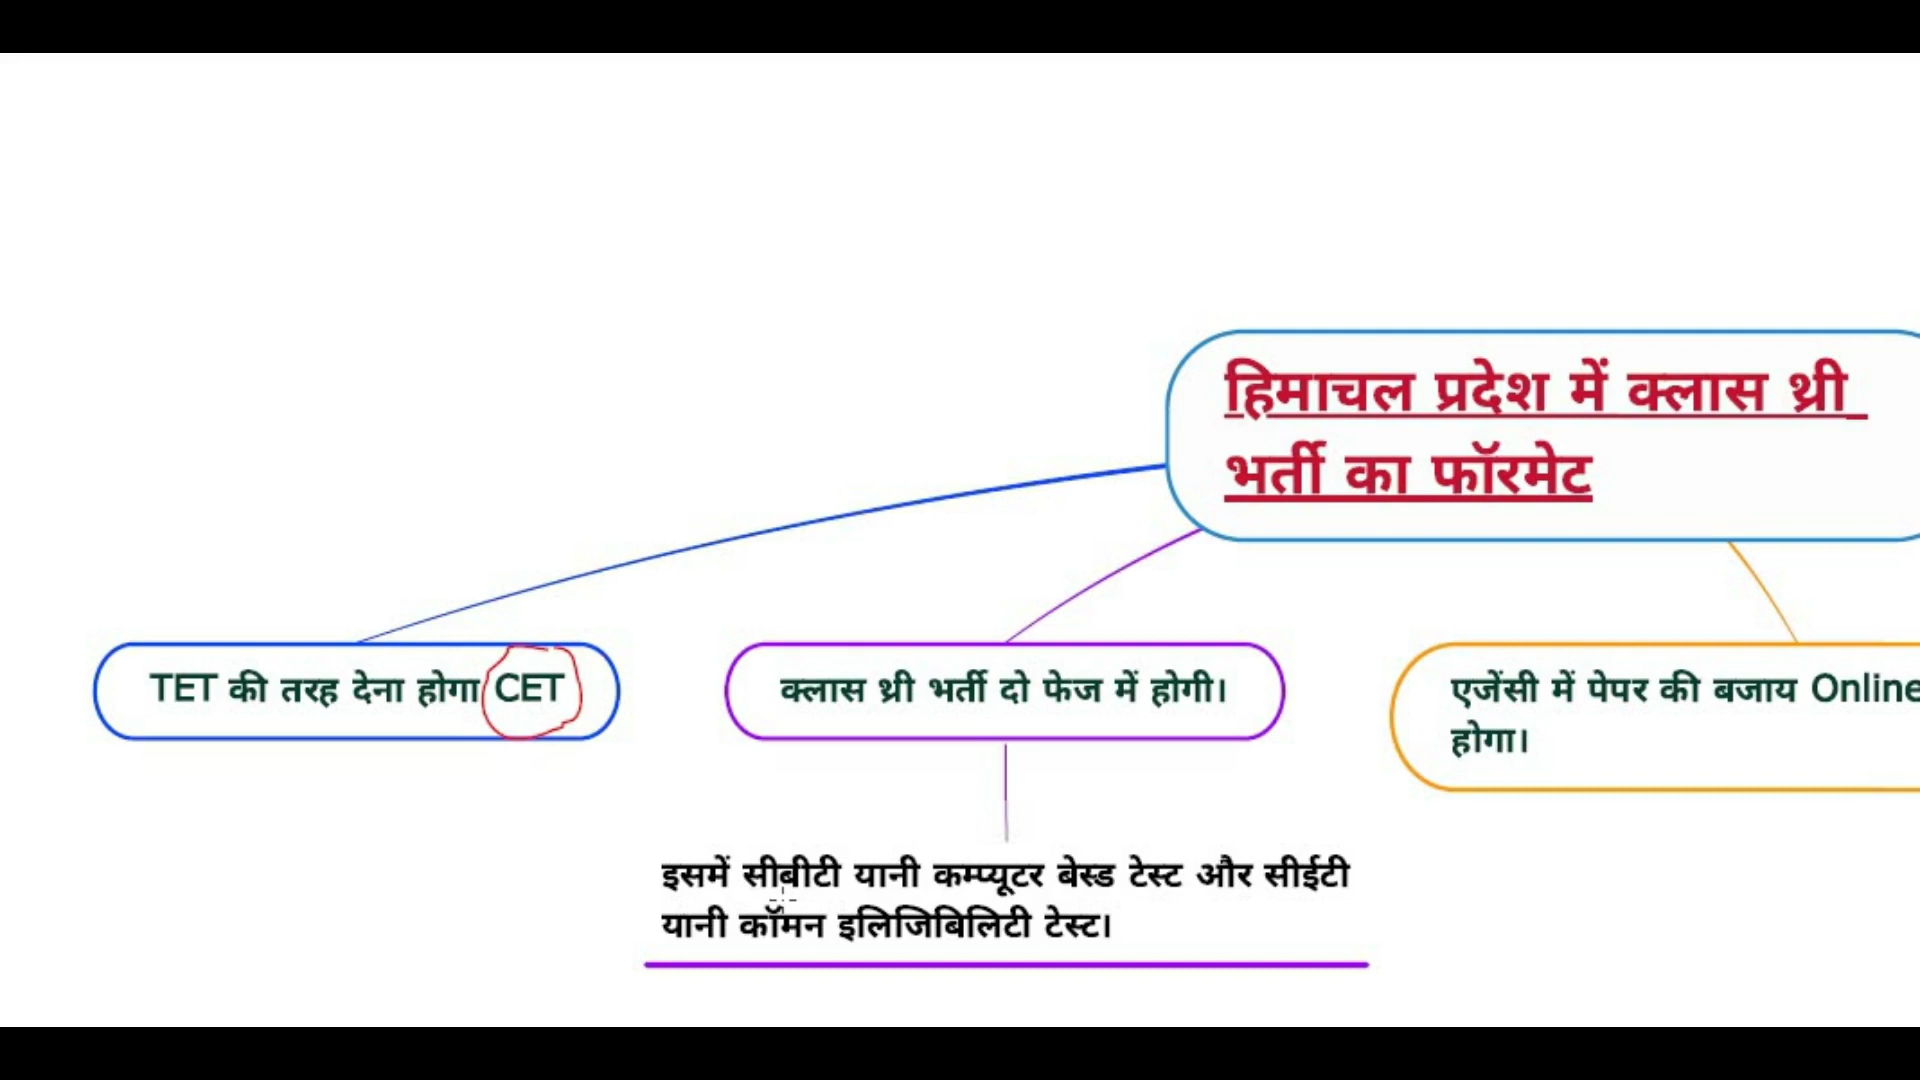 हिमाचल प्रदेश में क्लास थ्री
भर्ती का फॉरमेट
TET की तरह देना होगा CET
क्लास थ्री भर्ती दो फेज में होगी।
एजेंसी में पेपर की बजाय Online
होगा।
इसमें सीबीटी यानी कम्प्यूटर बेस्ड टेस्ट और सीईटी
यानी कॉमन इलिजिबिलिटी टेस्ट।